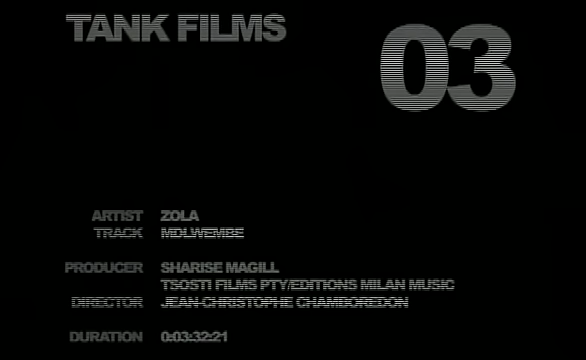 TANK FILMS
03
ARTIST ZOLA
TRACK MDLWEMBE
PRODUCER SHARISE MAGILL
TSOSTI FILMS PTY/EDITIONS MILAN MUSIC
DIRECTOR JEAN-CHRISTOPHE CHAMBOREDON
DURATION 0:03:32:21